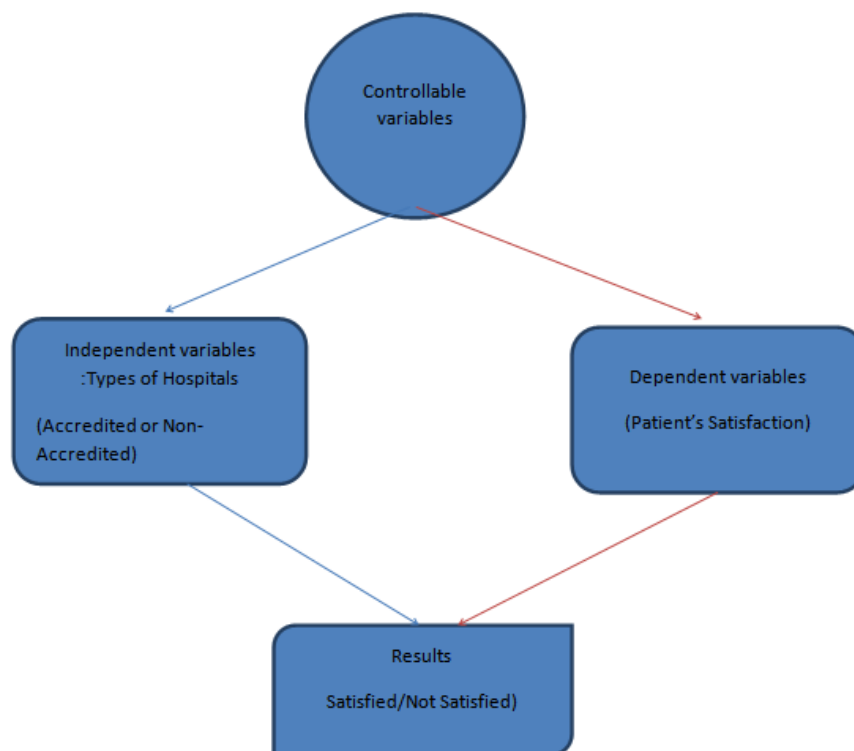 Controllable
variables
Independent variables
:Types of Hospitals
(Accredited or Non-
Accredited)
Dependent variables
(Patient’s Satisfaction)
Results
Satisfied/Not Satisfied)